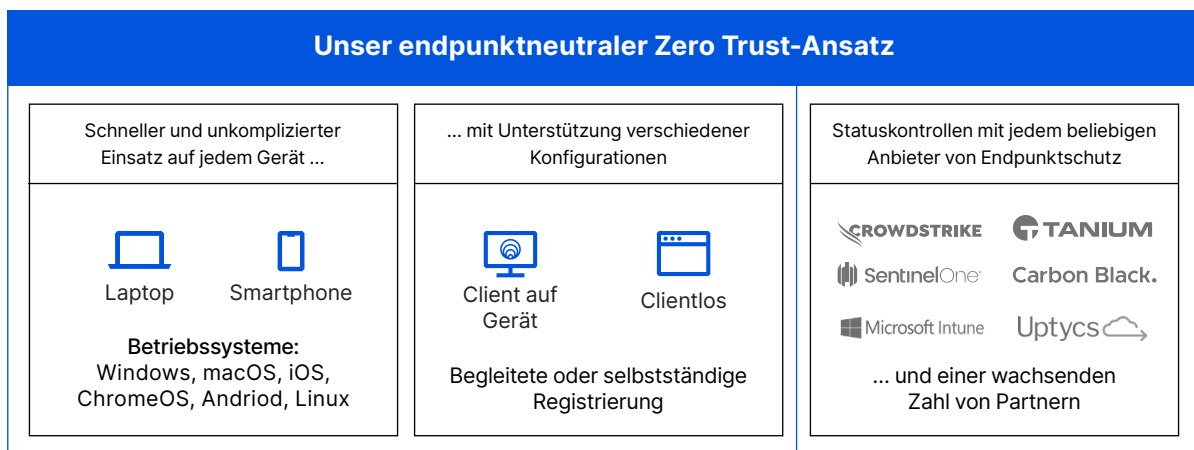 Unser endpunktneutraler Zero Trust-Ansatz
Schneller und unkomplizierter
Einsatz auf jedem Gerät ...
Laptop
Smartphone
Betriebssysteme:
Windows, macOS, iOS,
ChromeOS, Andriod, Linux
... mit Unterstützung verschiedener
Konfigurationen
Client auf
Gerät
Clientlos
Begleitete oder selbstständige
Registrierung
Statuskontrollen mit jedem beliebigen
Anbieter von Endpunktschutz
CROWDSTRIKE
TANIUM
SentinelOne
Carbon Black.
Microsoft Intune
Uptycs
... und einer wachsenden
Zahl von Partnern